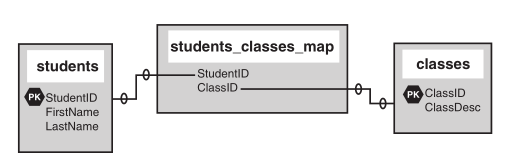 students
PK StudentID
FirstName
LastName
students_classes_map
StudentID
ClassID
classes
PK ClassID
ClassDesc